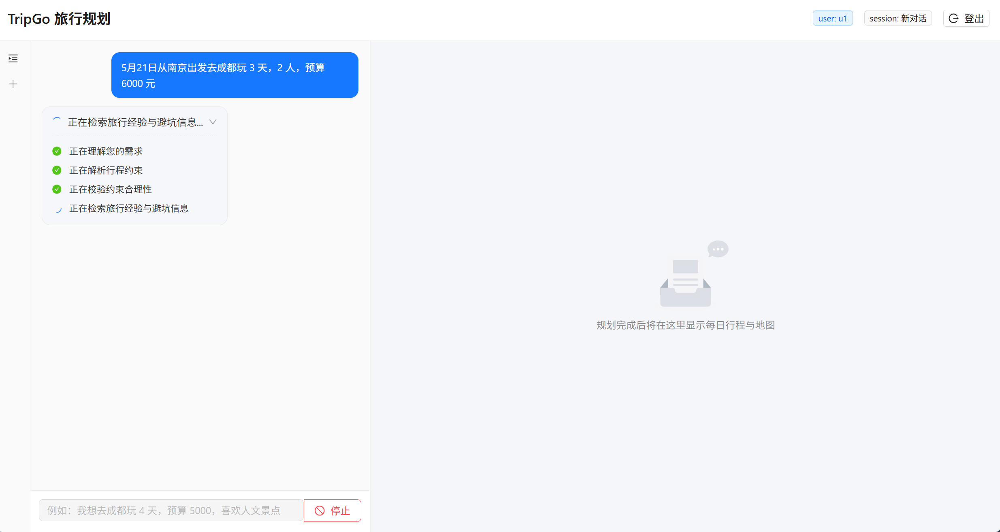 TripGo 旅行规划
user: u1
session: 新对话
登出
5月21日从南京出发去成都玩 3 天，2 人，预算
6000 元
正在检索旅行经验与避坑信息...
正在理解您的需求
正在解析行程约束
正在校验约束合理性
正在检索旅行经验与避坑信息
规划完成后将在这里显示每日行程与地图
例如：我想去成都玩 4 天，预算 5000，喜欢人文景点
停止